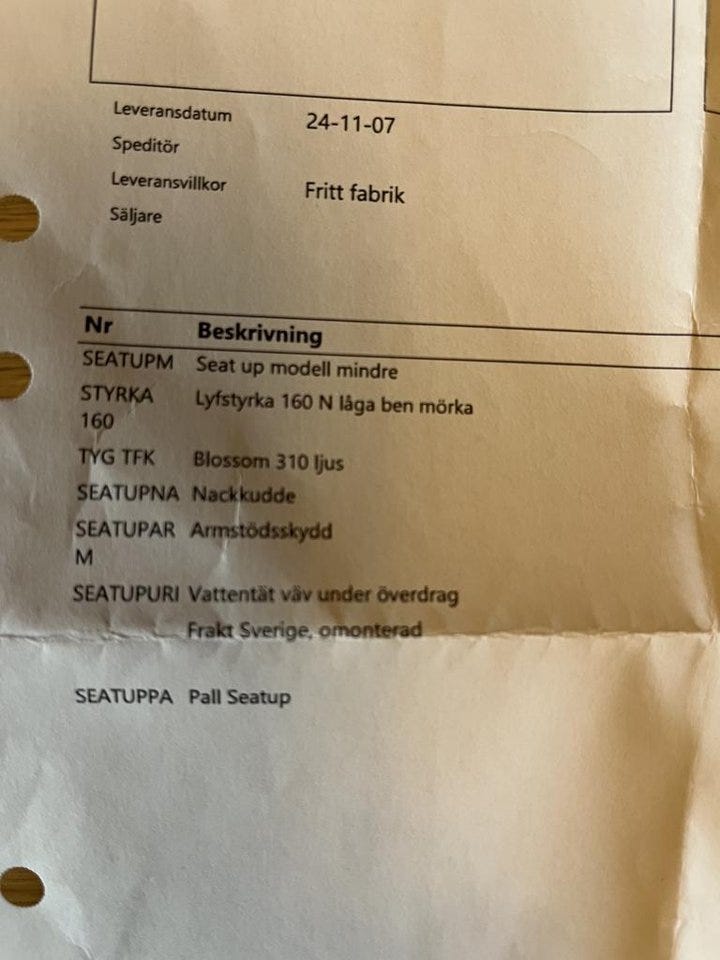 Leveransdatum 24-11-07
Speditör
Leveransvillkor Fritt fabrik
Säljare
Nr Beskrivning
SEATUPM Seat up modell mindre
STYRKA Lyfstyrka 160 N låga ben mörka
160
TYG TFK Blossom 310 ljus
SEATUPNA Nackkudde
SEATUPAR Armstödsskydd
M
SEATUPURI Vattentät väv under överdrag
Frakt Sverige, omonterad
SEATUPPA Pall Seatup